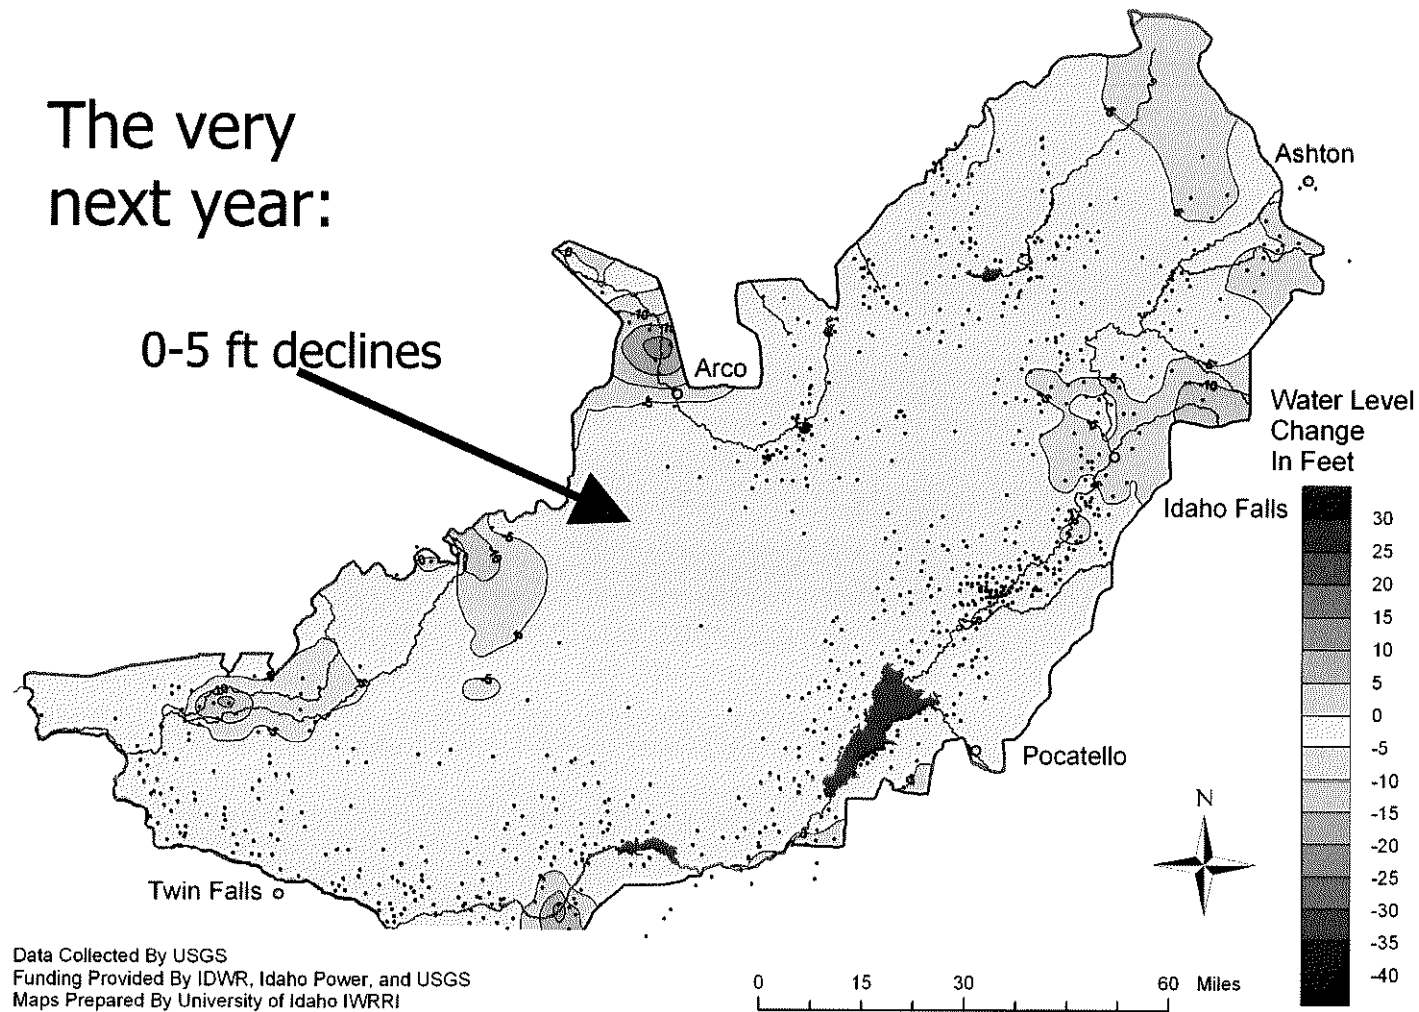 The very
next year:
0-5 ft declines
Ashton
Arco
Water Level
Change
In Feet
Idaho Falls
30
25
20
15
10
5
0
-5
-10
-15
-20
-25
-30
-35
-40
Pocatello
N
Twin Falls
Data Collected By USGS
Funding Provided By IDWR, Idaho Power, and USGS
Maps Prepared By University of Idaho IWRRI
0 15 30 60 Miles